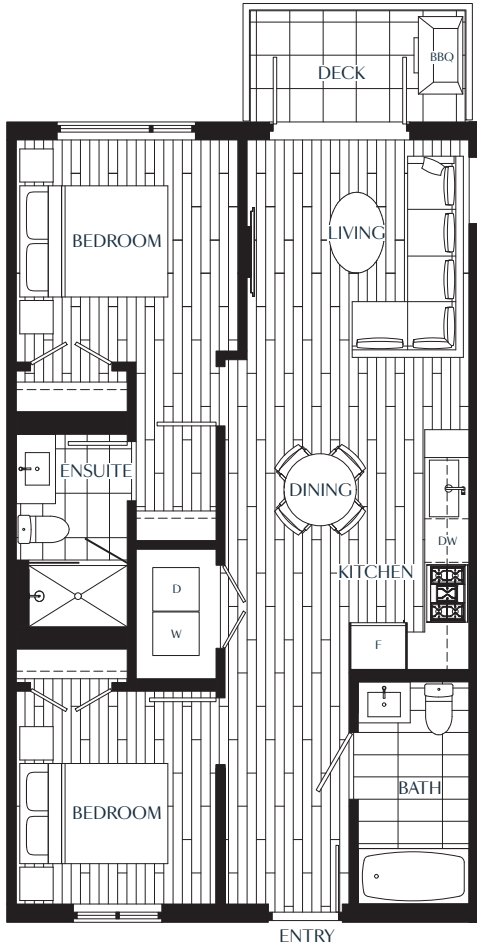 BBQ
DECK
LIVING
BEDROOM
ENSUITE
DINING
DW
KITCHEN
D
W
F
BATH
BEDROOM
ENTRY